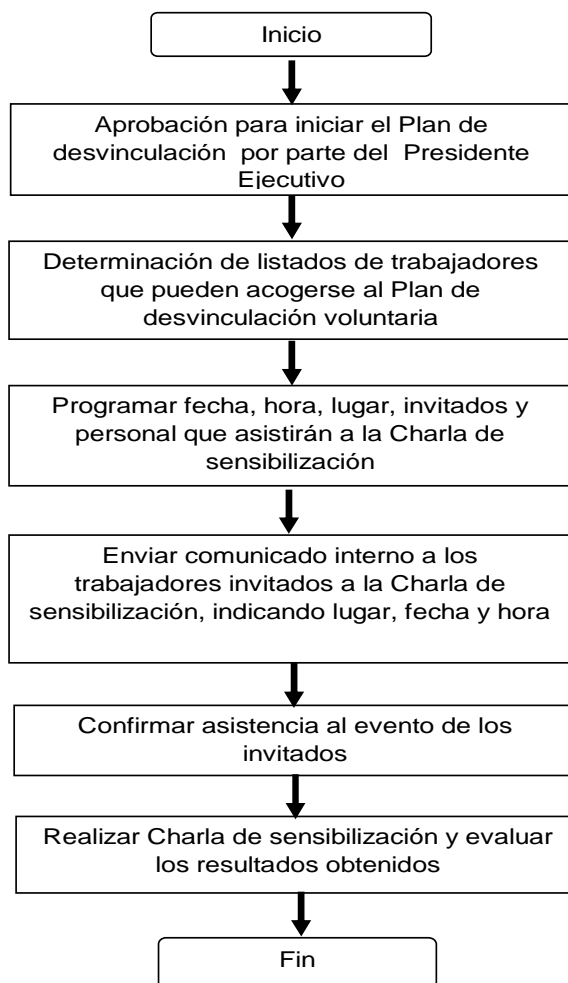 Inicio
Aprobación para iniciar el Plan de
desvinculación por parte del Presidente
Ejecutivo
Determinación de listados de trabajadores
que pueden acogerse al Plan de
desvinculación voluntaria
Programar fecha, hora, lugar, invitados y
personal que asistirán a la Charla de
sensibilización
Enviar comunicado interno a los
trabajadores invitados a la Charla de
sensibilización, indicando lugar, fecha y hora
Confirmar asistencia al evento de los
invitados
Realizar Charla de sensibilización y evaluar
los resultados obtenidos
Fin